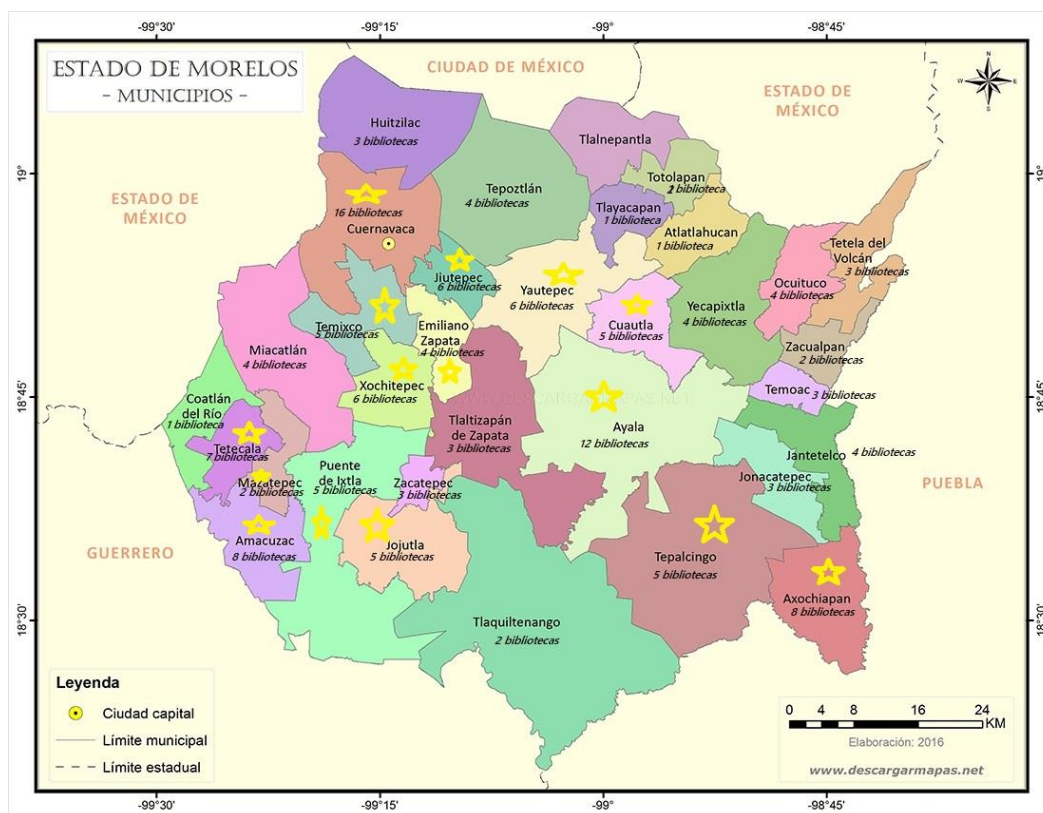 -99°30'
-99°15'
-99°
-98°45'
ESTADO DE MORELOS
- MUNICIPIOS -
CIUDAD DE MÉXICO
ESTADO DE
MÉXICO
N
W
E
S
Huitzilac
3 bibliotecas
Tlalnepantla
19°
19°
Tepoztlán
4 bibliotecas
Totolapan
biblioteca
ESTADO DE
MÉXICO
16 bibliotecas
Cuernavaca
Tlayacapan
1 biblioteca
Atlatlahucan
1 biblioteca
Tetela del
Volcán
3 bibliotecas
Jiutepec
6 bibliotecas
Yautepec
6 bibliotecas
Ocuituco
4 bibliotecas
Yecapixtla
4 bibliotecas
Cuautla
5 bibliotecas
Temixco
5 bibliotecas
Emiliano
Zapata
4 bibliotecas
Zacualpan
2 bibliotecas
Miacatlán
4 bibliotecas
Xochitepec
6 bibliotecas
Temoac
3 bibliotecas
18°45'
18°45'
Coatlán
del Río
1 biblioteca
Tlaltizapán
de Zapata
3 bibliotecas
Ayala
12 bibliotecas
Tetecala
7 bibliotecas
Jantetelco
4 bibliotecas
Puente
de Ixtla
5 bibliotecas
Mazatepec
2 bibliotecas
Zacatepec
3 bibliotecas
Jonacatepec
3 bibliotecas
PUEBLA
GUERRERO
Amacuzac
8 bibliotecas
Jojutla
5 bibliotecas
Tepalcingo
5 bibliotecas
Axochiapan
8 bibliotecas
18°30'
18°30'
Tlaquiltenango
2 bibliotecas
Leyenda
Ciudad capital
Límite municipal
Límite estadual
0 4 8 16 24
KM
Elaboración: 2016
www.descargarmapas.net
-99°30'
-99°15'
-99°
-98°45'